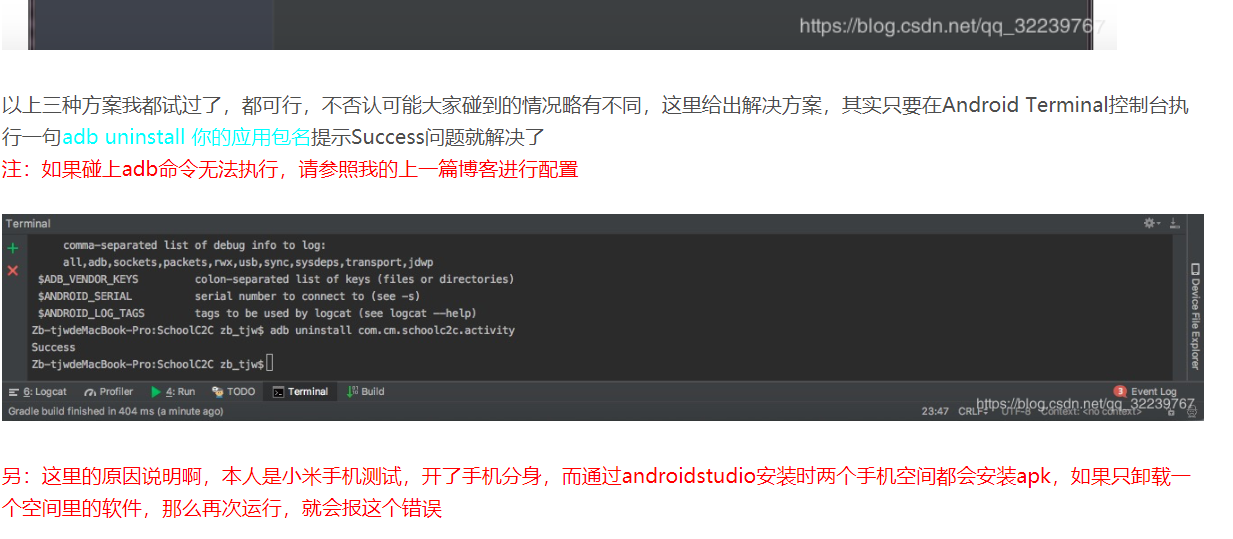 https://blog.csdn.net/qq_32239767
以上三种方案我都试过了，都可行，不否认可能大家碰到的情况略有不同，这里给出解决方案，其实只要在Android Terminal控制台执
行一句adb uninstall 你的应用包名提示Success问题就解决了
注：如果碰上adb命令无法执行，请参照我的上一篇博客进行配置
Terminal
comma-separated list of debug info to log:
all,adb,sockets,packets,rwx,usb,sync,sysdeps,transport,jdwp
$ADB_VENDOR_KEYS colon-separated list of keys (files or directories)
$ANDROID_SERIAL serial number to connect to (see -s)
$ANDROID_LOG_TAGS tags to be used by logcat (see logcat --help)
Zb-tjwdeMacBook-Pro:SchoolC2C zb_tjw$ adb uninstall com.cm.schoolc2c.activity
Success
Zb-tjwdeMacBook-Pro:SchoolC2C zb_tjw$
Device File Explorer
6: Logcat Profiler 4: Run TODO Terminal Build 3 Event Log
https://blog.csdn.net/qq_32239767
Gradle build finished in 404 ms (a minute ago) 23:47 CRLF÷ UTF-8 Context: <no context>
另：这里的原因说明啊，本人是小米手机测试，开了手机分身，而通过androidstudio安装时两个手机空间都会安装apk，如果只卸载一
个空间里的软件，那么再次运行，就会报这个错误